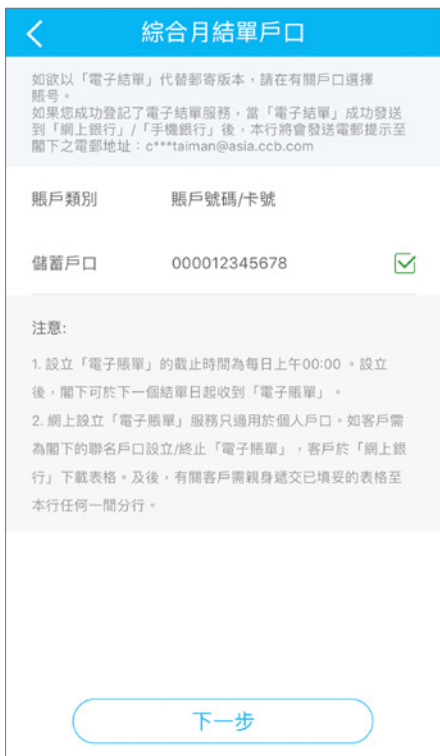 綜合月結單戶口
如欲以「電子結單」代替郵寄版本，請在有關戶口選擇
賬号。
如果您成功登記了電子結單服務，當「電子結單」成功發送
到「網上銀行」/「手機銀行」後，本行將會發送電郵提示至
閣下之電郵地址：c***taiman@asia.ccb.com
賬戶類別 賬戶號碼/卡號
儲蓄戶口 000012345678
注意:
1. 設立「電子賬單」的截止時間為每日上午00:00 。設立
後，閣下可於下一個結單日起收到「電子賬單」。
2. 網上設立「電子賬單」服務只適用於個人戶口。如客戶需
為閣下的聯名戶口設立/終止「電子賬單」，客戶於「網上銀
行」下載表格。及後，有關客戶需親身遞交已填妥的表格至
本行任何一間分行。
下一步